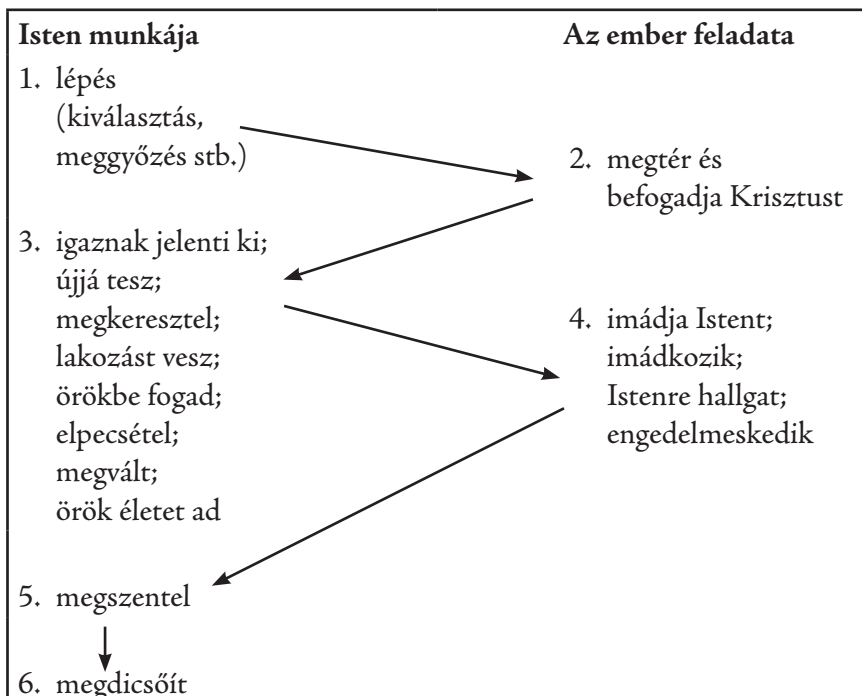 Isten munkája
Az ember feladata
1. lépés
(kiválasztás,
meggyőzés stb.)
2. megtér és
befogadja Krisztust
3. igaznak jelenti ki;
újjá tesz;
megkeresztel;
lakozást vesz;
örökbe fogad;
elpecsétel;
megvált;
örök életet ad
4. imádja Istent;
imádkozik;
Istenre hallgat;
engedelmeskedik
5. megszentel
6. megdicsőít